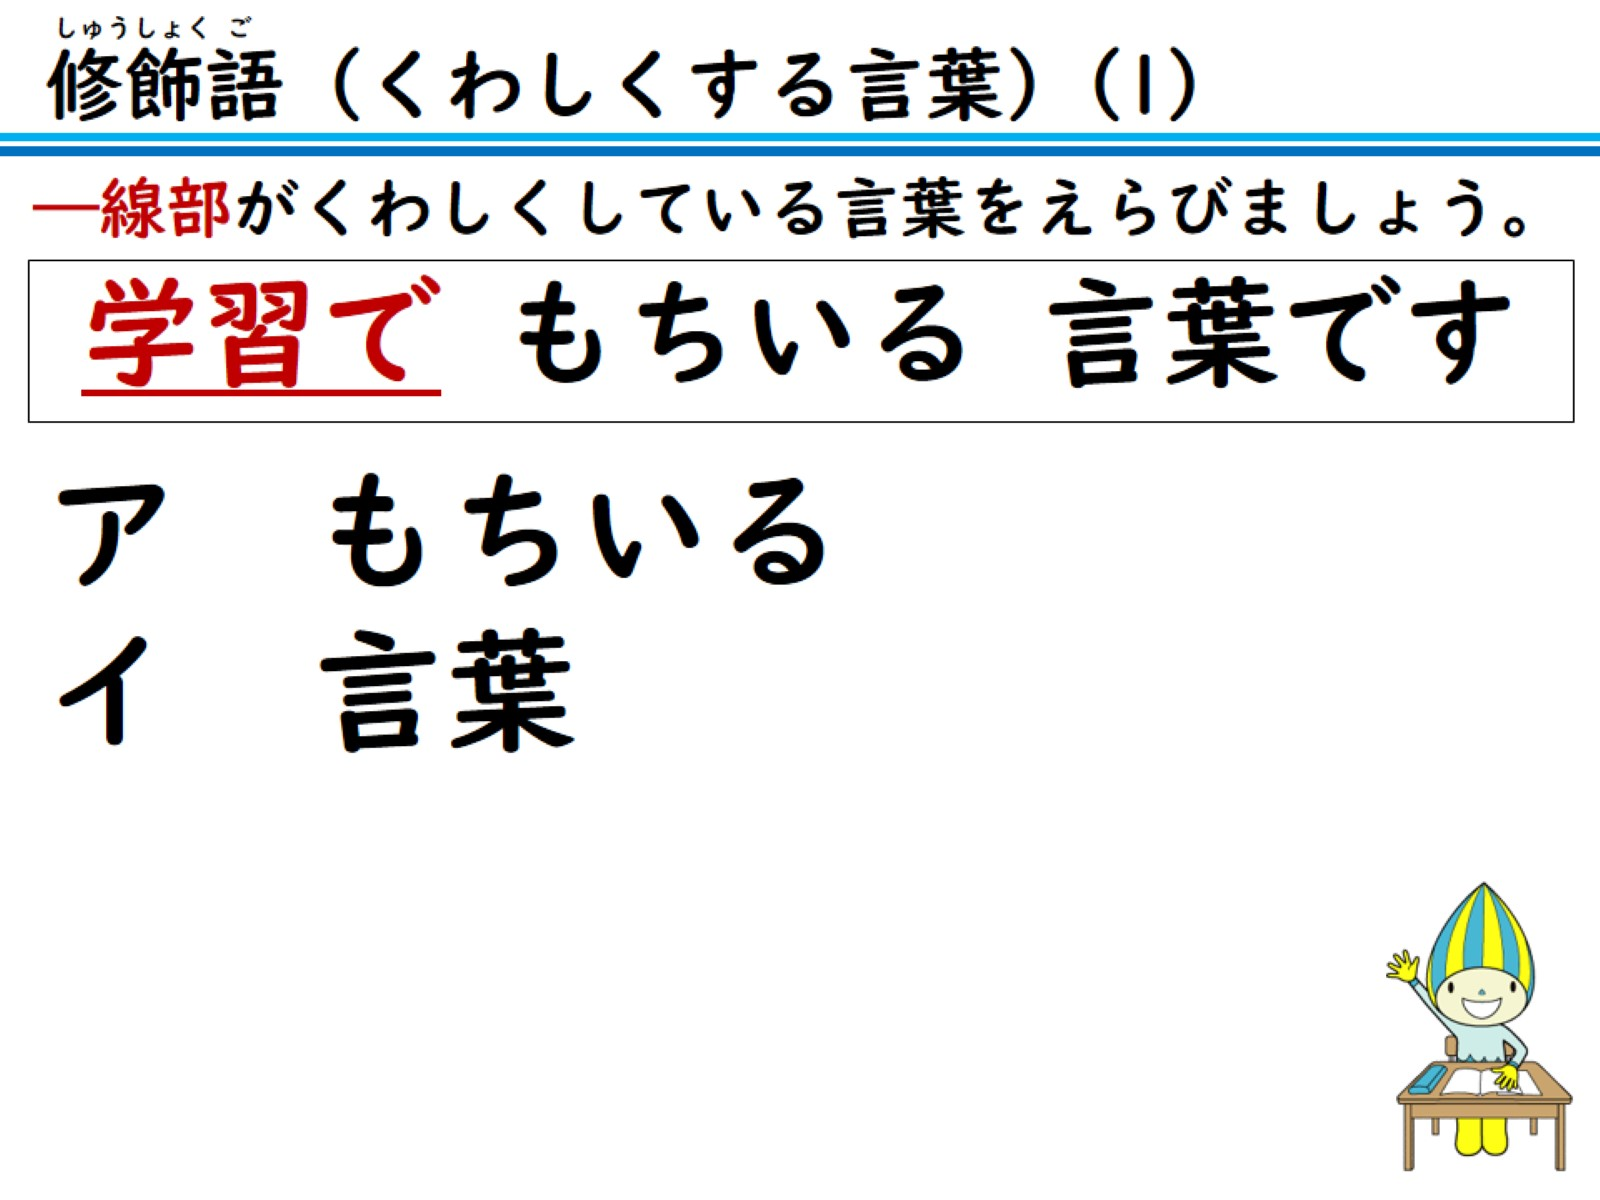 しゅうしょく ご
修飾語（くわしくする言葉）（1）
―線部がくわしくしている言葉をえらびましょう。
学習で もちいる 言葉です
ア もちいる
イ 言葉